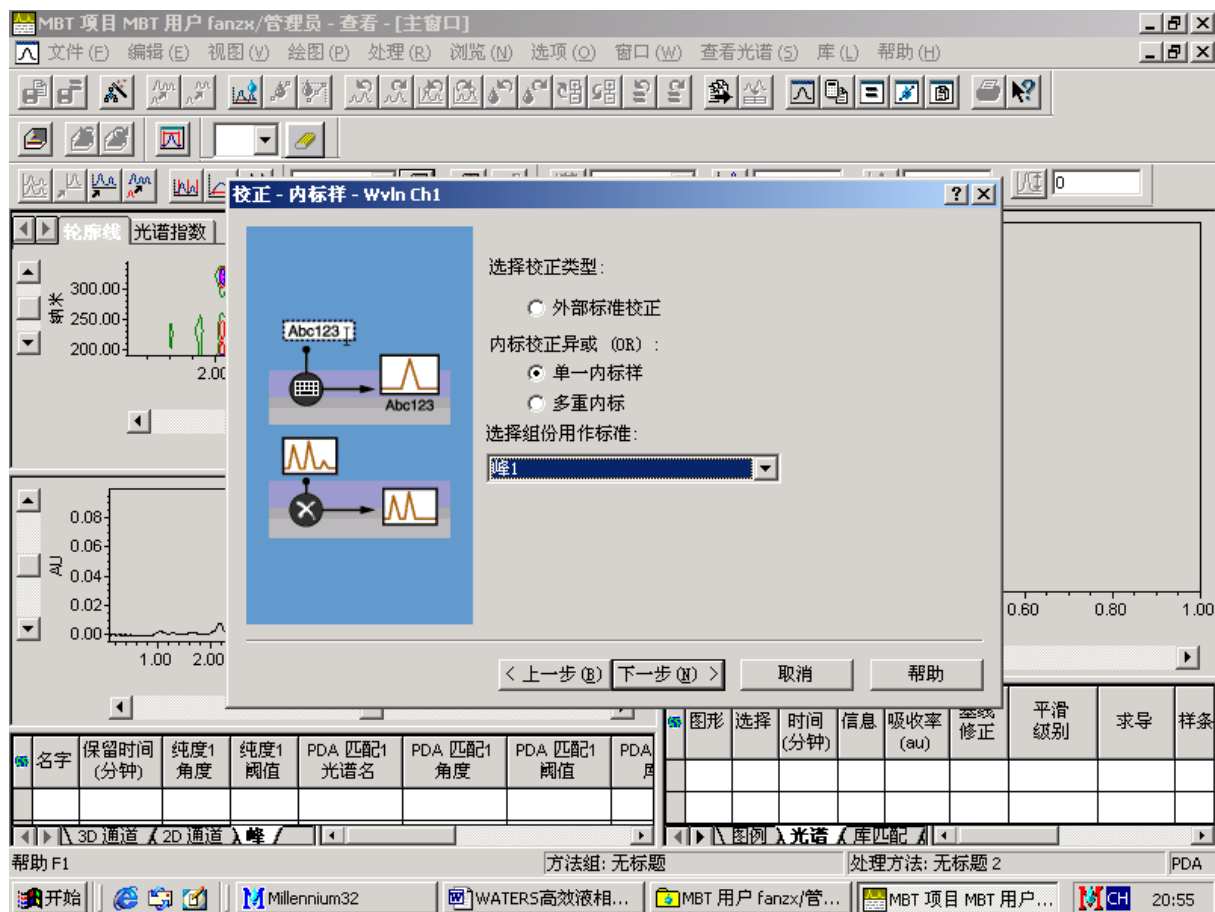 MBT 项目 MBT 用户 fanzx/管理员 - 查看 - [主窗口]
文件(F) 编辑(E) 视图(V) 绘图(P) 处理(R) 浏览(N) 选项(O) 窗口(W) 查看光谱(S) 库(L) 帮助(H)
0
校正 - 内标样 - Wvln Ch1
轮廓线 光谱指数
选择校正类型:
外部标准校正
内标校正异或 (OR) :
单一内标样
多重内标
选择组份用作标准:
峰1
Abc123
Abc123
纳米
300.00
250.00
200.00
2.00
AU
0.08
0.06
0.04
0.02
0.00
1.00 2.00
0.60 0.80 1.00
< 上一步(B) 下一步(N) > 取消 帮助
图形 选择 时间(分钟) 信息 吸收率(au) 基线修正 平滑级别 求导 样条
名字 保留时间(分钟) 纯度1角度 纯度1阈值 PDA 匹配1光谱名 PDA 匹配1角度 PDA 匹配1阈值 PDA
3D 通道 2D 通道 峰
图例 光谱 库匹配
帮助 F1 方法组: 无标题 处理方法: 无标题 2 PDA
开始 Millennium32 WATERS高效液相... MBT 用户 fanzx/管... MBT 项目 MBT 用户... CH 20:55